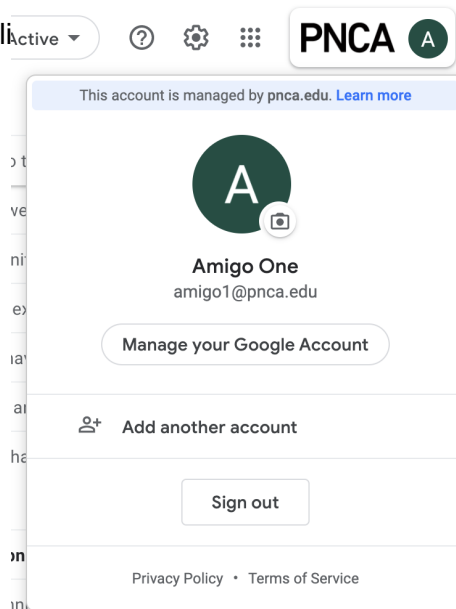 Active
PNCA A
This account is managed by pnca.edu. Learn more
A
Amigo One
amigo1@pnca.edu
Manage your Google Account
Add another account
Sign out
Privacy Policy • Terms of Service